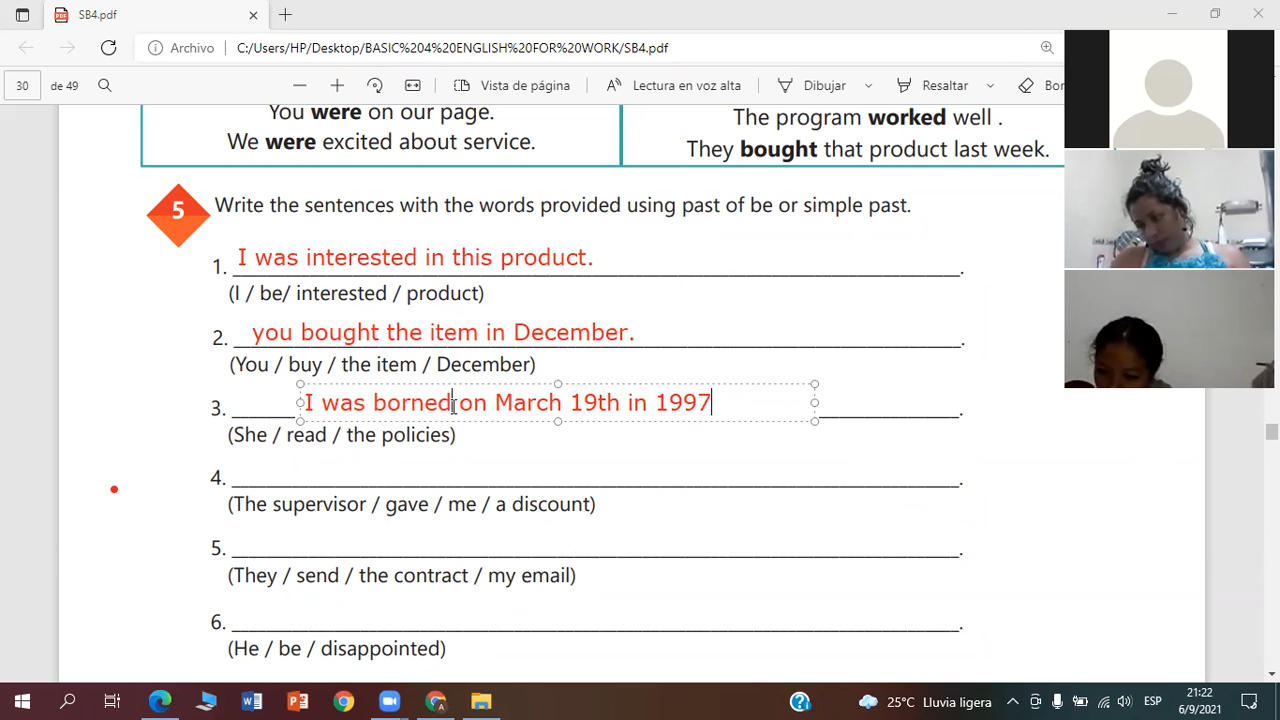 SB4.pdf
Archivo
C:/Users/HP/Desktop/BASIC%204%20ENGLISH%20FOR%20WORK/SB4.pdf
30 de 49
Vista de página
Lectura en voz alta
Dibujar
Resaltar
Bor
You were on our page.
We were excited about service.
The program worked well .
They bought that product last week.
5 Write the sentences with the words provided using past of be or simple past.
1. I was interested in this product. .
(I / be/ interested / product)
2. you bought the item in December. .
(You / buy / the item / December)
3. I was borned on March 19th in 1997 .
(She / read / the policies)
4. .
(The supervisor / gave / me / a discount)
5. .
(They / send / the contract / my email)
6. .
(He / be / disappointed)
25°C Lluvia ligera
ESP
21:22
6/9/2021